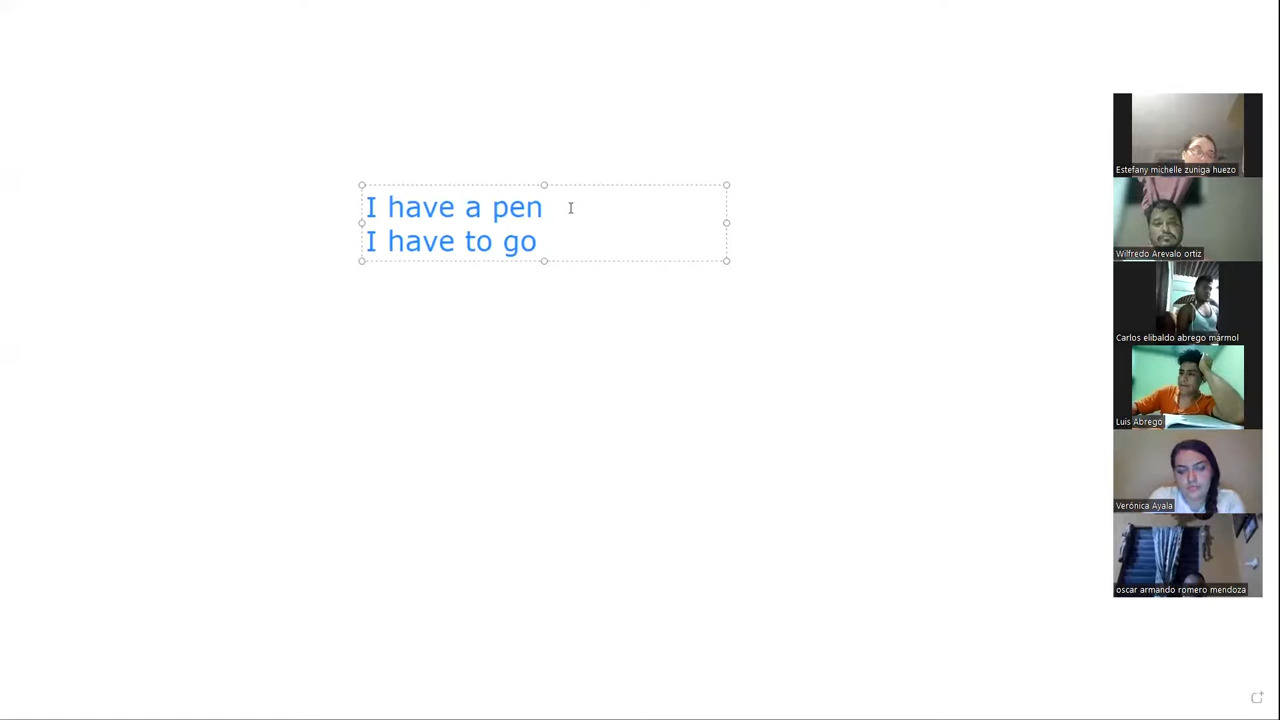 I have a pen
I have to go
Estefany michelle zuniga huezo
Wilfredo Arevalo ortiz
Carlos elibaldo abrego mármol
Luis Abrego
Verónica Ayala
oscar armando romero mendoza